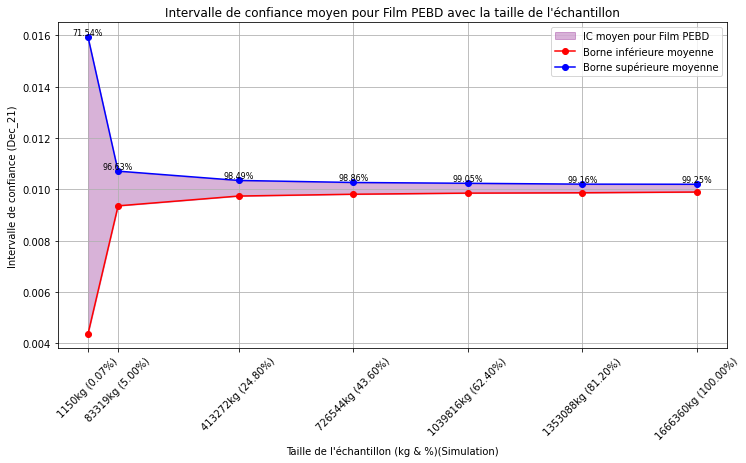 Intervalle de confiance moyen pour Film PEBD avec la taille de l'échantillon
IC moyen pour Film PEBD
Borne inférieure moyenne
Borne supérieure moyenne
Intervalle de confiance (Dec_21)
0.016
0.014
0.012
0.010
0.008
0.006
0.004
71.54%
96.63%
98.49%
98.86%
99.05%
99.16%
99.25%
1150kg (0.07%)
83319kg (5.00%)
413272kg (24.80%)
726544kg (43.60%)
1039816kg (62.40%)
1353088kg (81.20%)
1666360kg (100.00%)
Taille de l'échantillon (kg & %)(Simulation)